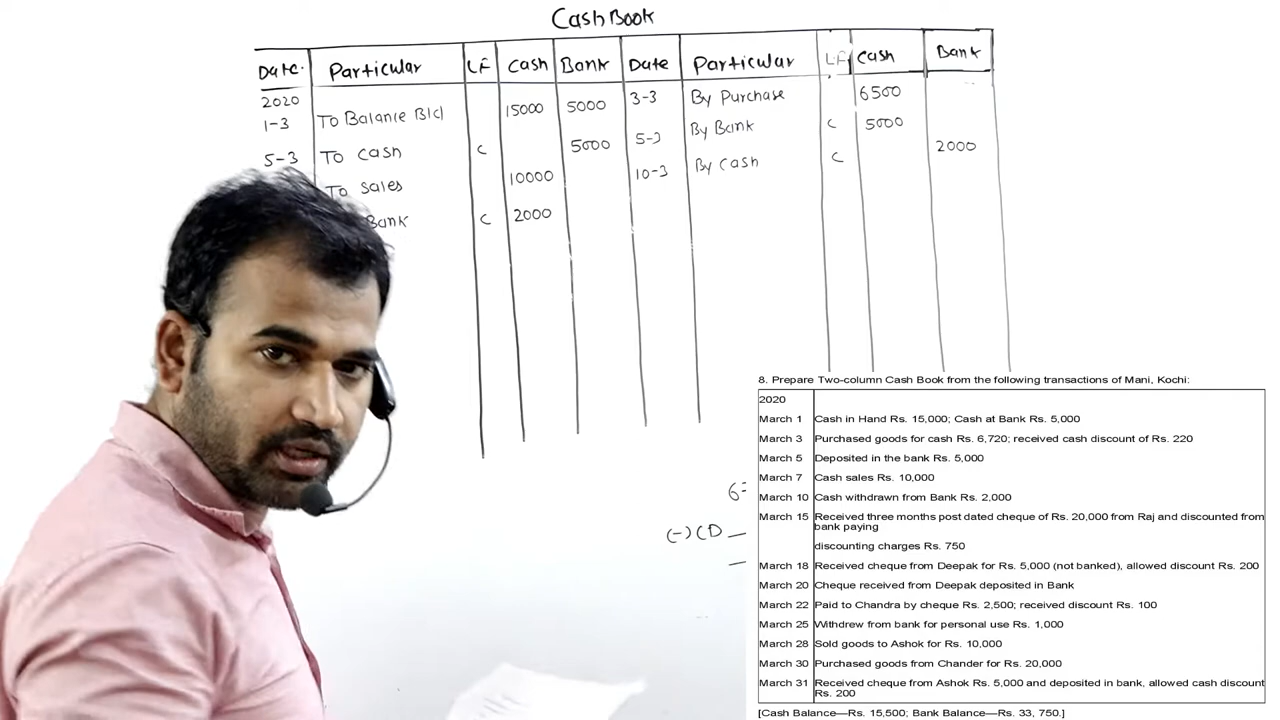 Cash Book
Date. Particular LF Cash Bank Date Particular LF Cash Bank
2020
1-3 To Balance B/d 15000 5000 3-3 By Purchase 6500
5-3 To Cash C 5000 5-3 By Bank C 5000
To Sales 10000 10-3 By Cash C 2000
Bank C 2000
(-) CD
8. Prepare Two-column Cash Book from the following transactions of Mani, Kochi:
2020
March 1 Cash in Hand Rs. 15,000; Cash at Bank Rs. 5,000
March 3 Purchased goods for cash Rs. 6,720; received cash discount of Rs. 220
March 5 Deposited in the bank Rs. 5,000
March 7 Cash sales Rs. 10,000
March 10 Cash withdrawn from Bank Rs. 2,000
March 15 Received three months post dated cheque of Rs. 20,000 from Raj and discounted from
bank paying
discounting charges Rs. 750
March 18 Received cheque from Deepak for Rs. 5,000 (not banked), allowed discount Rs. 200
March 20 Cheque received from Deepak deposited in Bank
March 22 Paid to Chandra by cheque Rs. 2,500; received discount Rs. 100
March 25 Withdrew from bank for personal use Rs. 1,000
March 28 Sold goods to Ashok for Rs. 10,000
March 30 Purchased goods from Chander for Rs. 20,000
March 31 Received cheque from Ashok Rs. 5,000 and deposited in bank, allowed cash discount
Rs. 200
[Cash Balance—Rs. 15,500; Bank Balance—Rs. 33, 750.]